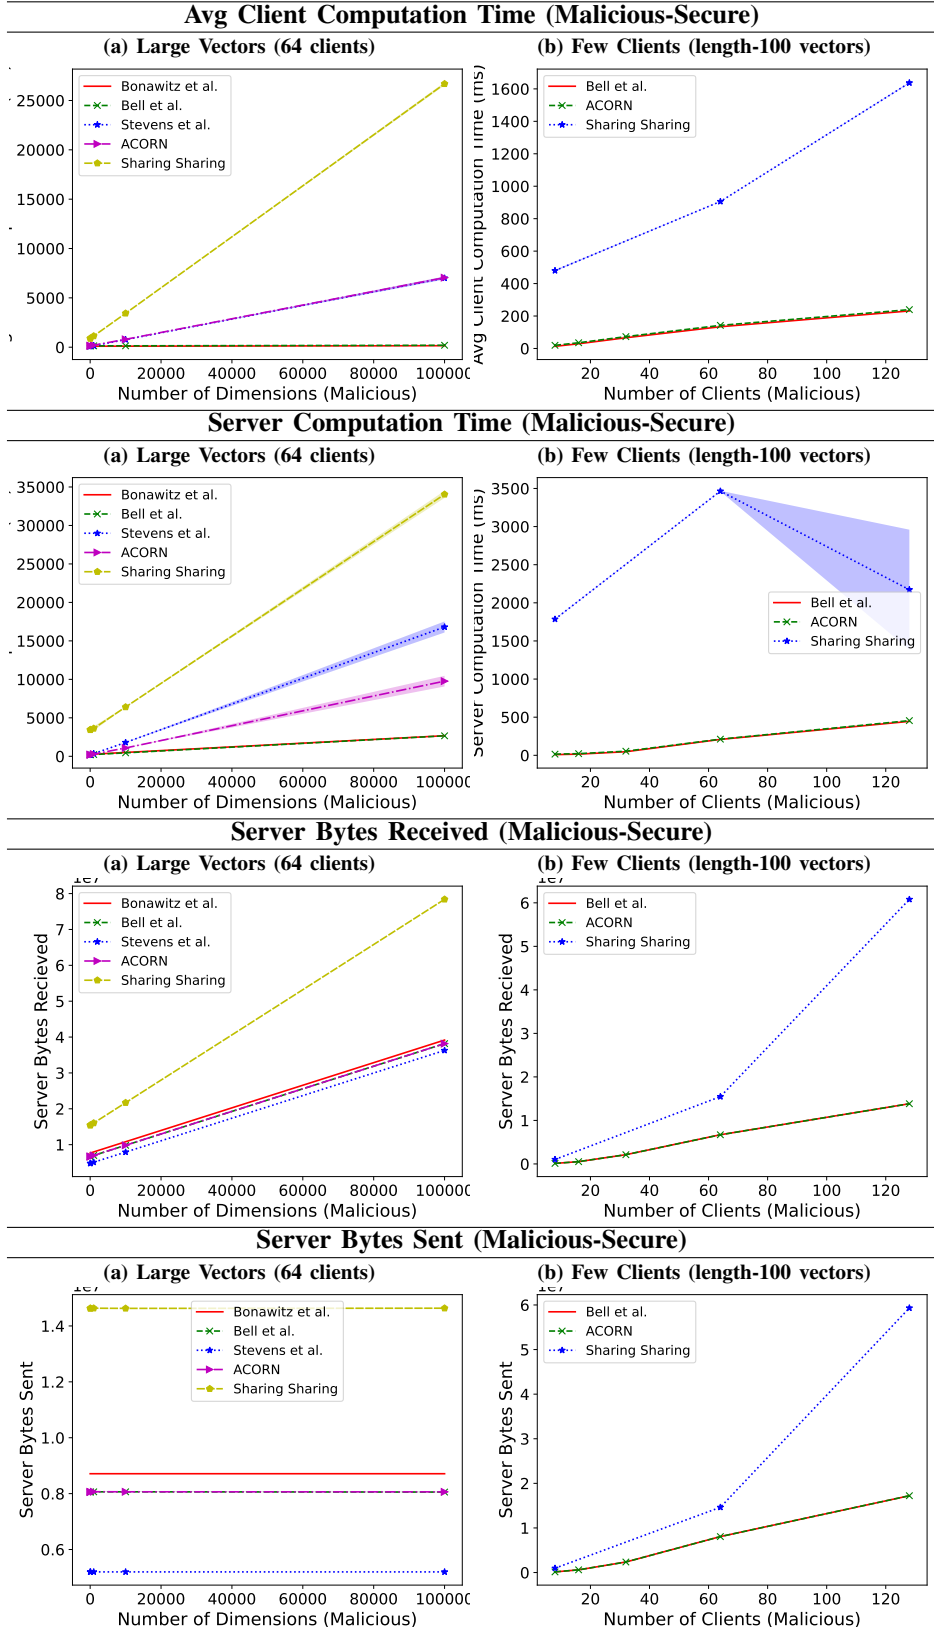 Avg Client Computation Time (Malicious-Secure)
(a) Large Vectors (64 clients)
(b) Few Clients (length-100 vectors)
25000
20000
15000
10000
5000
0
Bonawitz et al.
Bell et al.
Stevens et al.
ACORN
Sharing Sharing
0 20000 40000 60000 80000 100000
Number of Dimensions (Malicious)
Avg Client Computation Time (ms)
1600
1400
1200
1000
800
600
400
200
0
Bell et al.
ACORN
Sharing Sharing
20 40 60 80 100 120
Number of Clients (Malicious)
Server Computation Time (Malicious-Secure)
(a) Large Vectors (64 clients)
(b) Few Clients (length-100 vectors)
35000
30000
25000
20000
15000
10000
5000
0
Bonawitz et al.
Bell et al.
Stevens et al.
ACORN
Sharing Sharing
0 20000 40000 60000 80000 100000
Number of Dimensions (Malicious)
Server Computation Time (ms)
3500
3000
2500
2000
1500
1000
500
0
Bell et al.
ACORN
Sharing Sharing
20 40 60 80 100 120
Number of Clients (Malicious)
Server Bytes Received (Malicious-Secure)
(a) Large Vectors (64 clients)
(b) Few Clients (length-100 vectors)
Server Bytes Recieved
8
7
6
5
4
3
2
1
Bonawitz et al.
Bell et al.
Stevens et al.
ACORN
Sharing Sharing
0 20000 40000 60000 80000 100000
Number of Dimensions (Malicious)
Server Bytes Received
6
5
4
3
2
1
0
Bell et al.
ACORN
Sharing Sharing
20 40 60 80 100 120
Number of Clients (Malicious)
Server Bytes Sent (Malicious-Secure)
(a) Large Vectors (64 clients)
(b) Few Clients (length-100 vectors)
Server Bytes Sent
1.4
1.2
1.0
0.8
0.6
Bonawitz et al.
Bell et al.
Stevens et al.
ACORN
Sharing Sharing
0 20000 40000 60000 80000 100000
Number of Dimensions (Malicious)
Server Bytes Sent
6
5
4
3
2
1
0
Bell et al.
ACORN
Sharing Sharing
20 40 60 80 100 120
Number of Clients (Malicious)